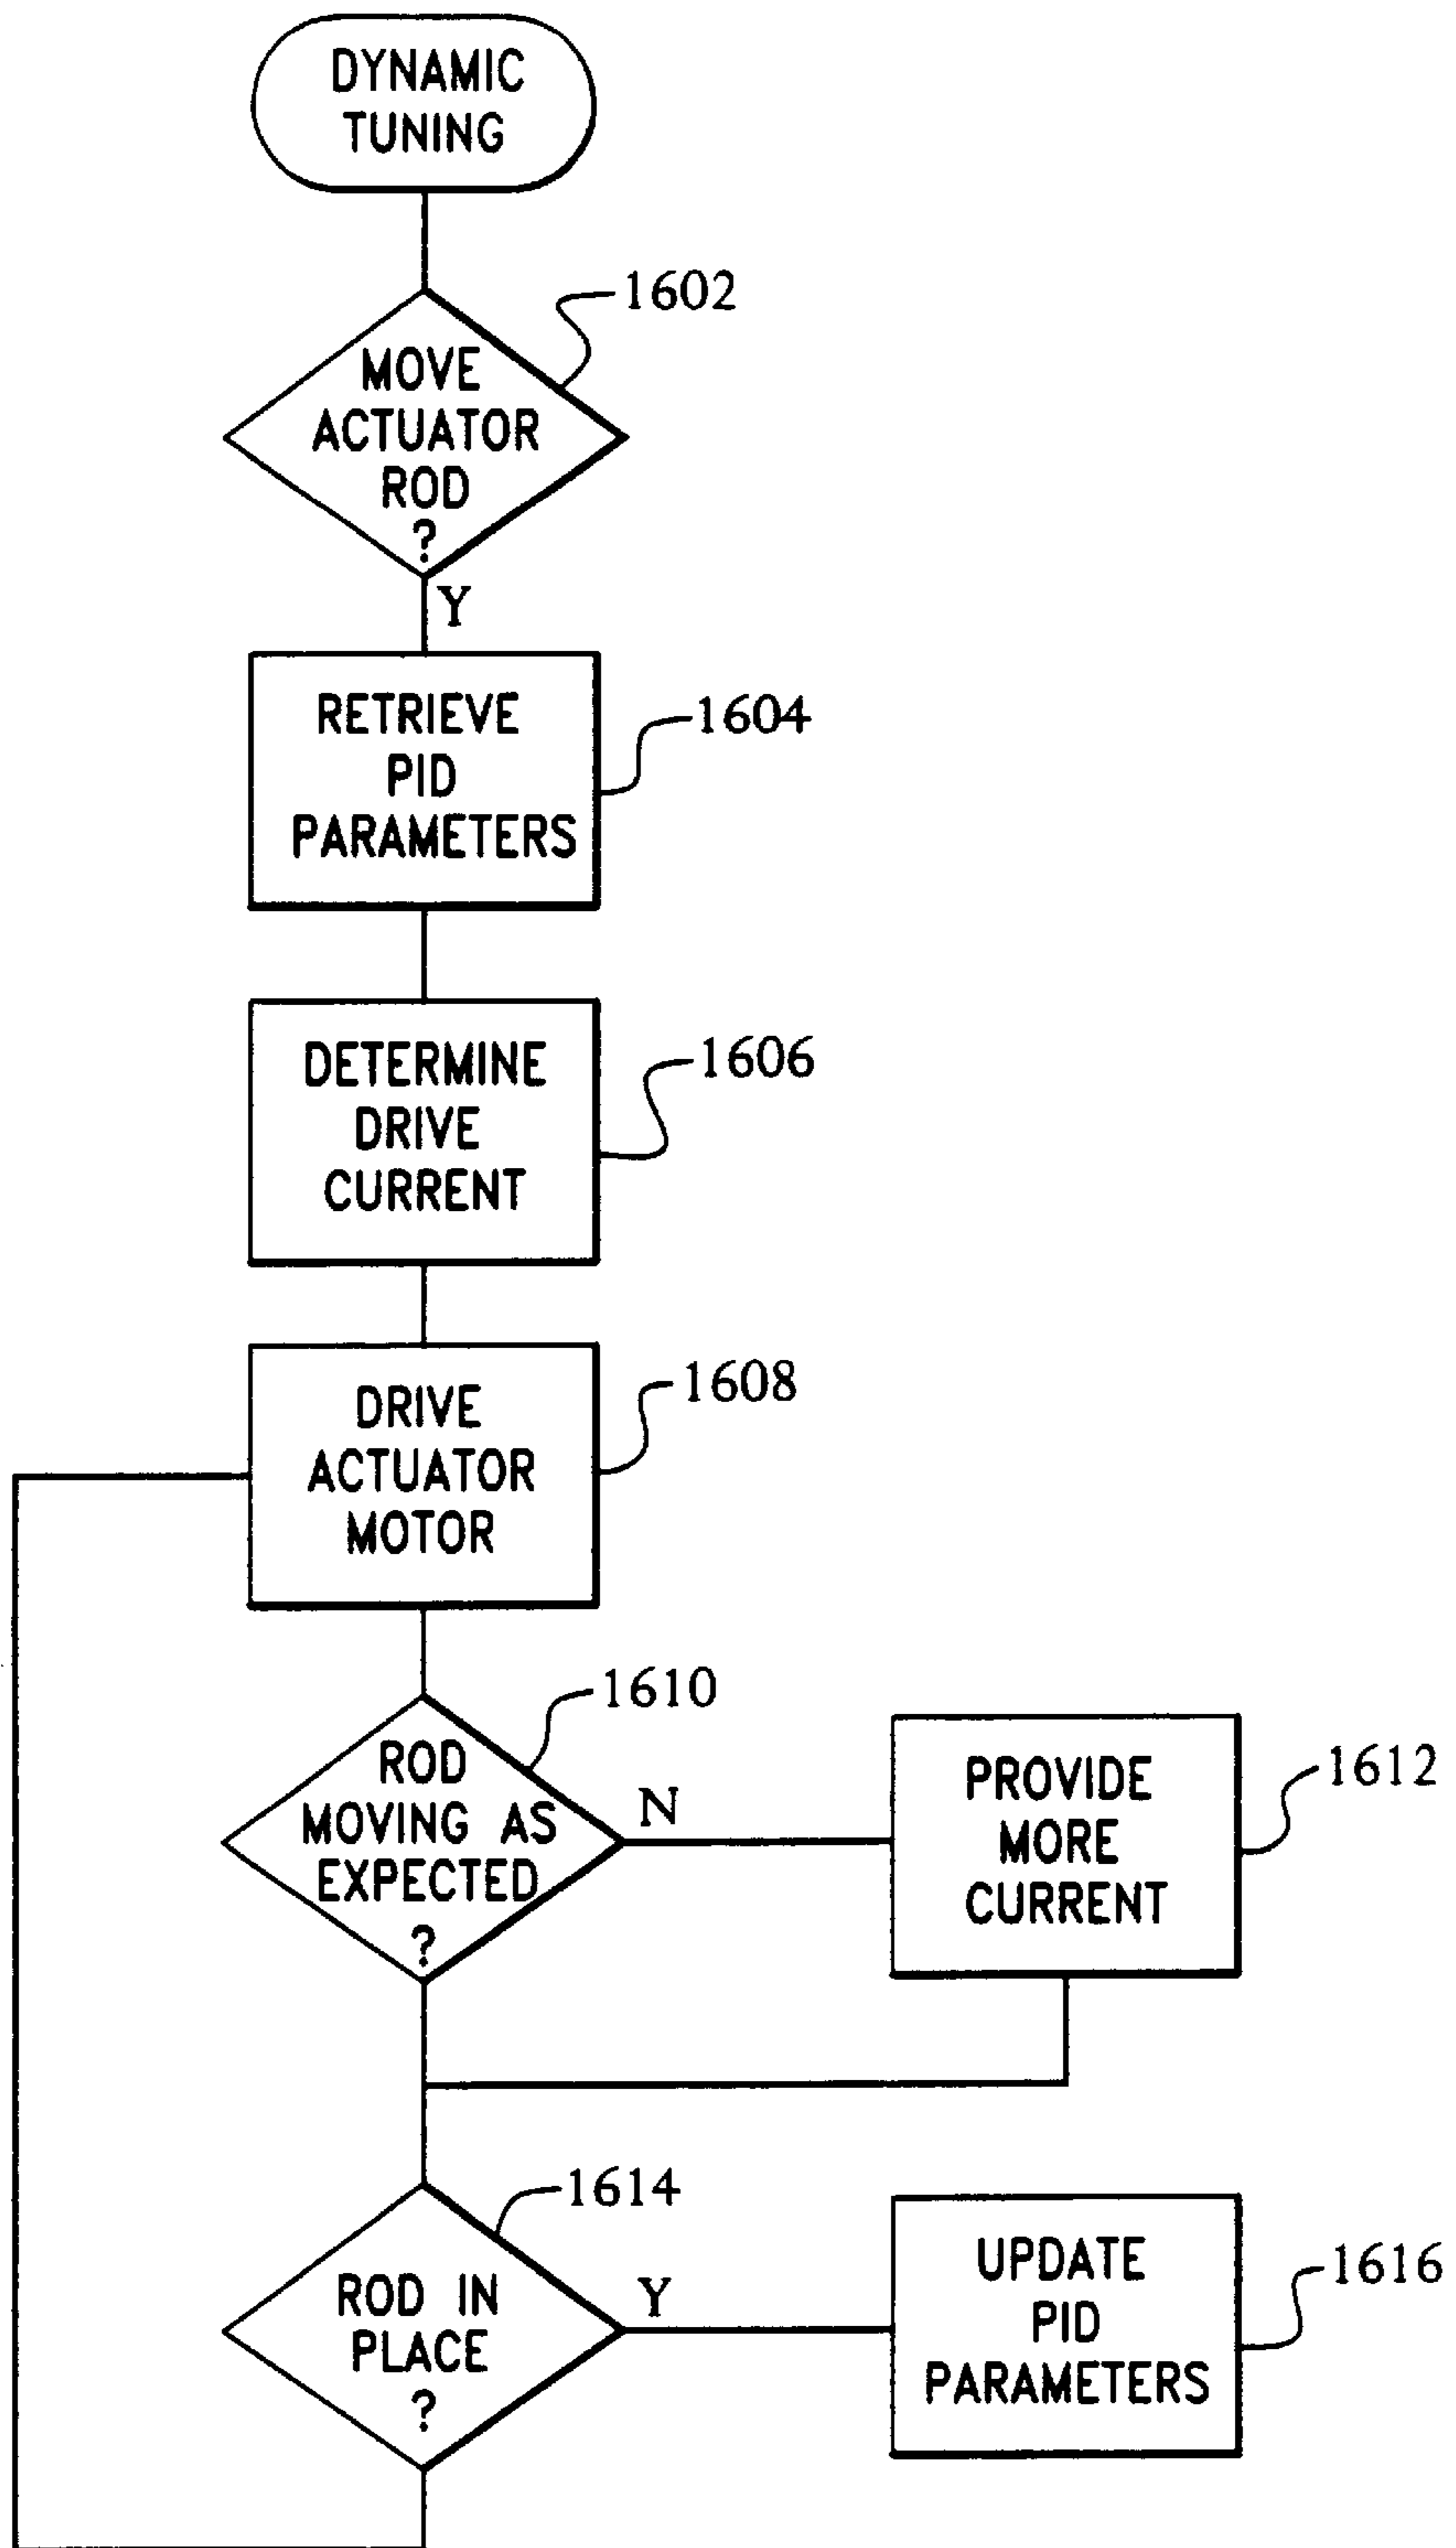 DYNAMIC
TUNING
1602
MOVE
ACTUATOR
ROD
?
Y
RETRIEVE
PID
PARAMETERS
1604
DETERMINE
DRIVE
CURRENT
1606
DRIVE
ACTUATOR
MOTOR
1608
1610
ROD
MOVING AS
EXPECTED
?
N
PROVIDE
MORE
CURRENT
1612
1614
ROD IN
PLACE
?
Y
UPDATE
PID
PARAMETERS
1616